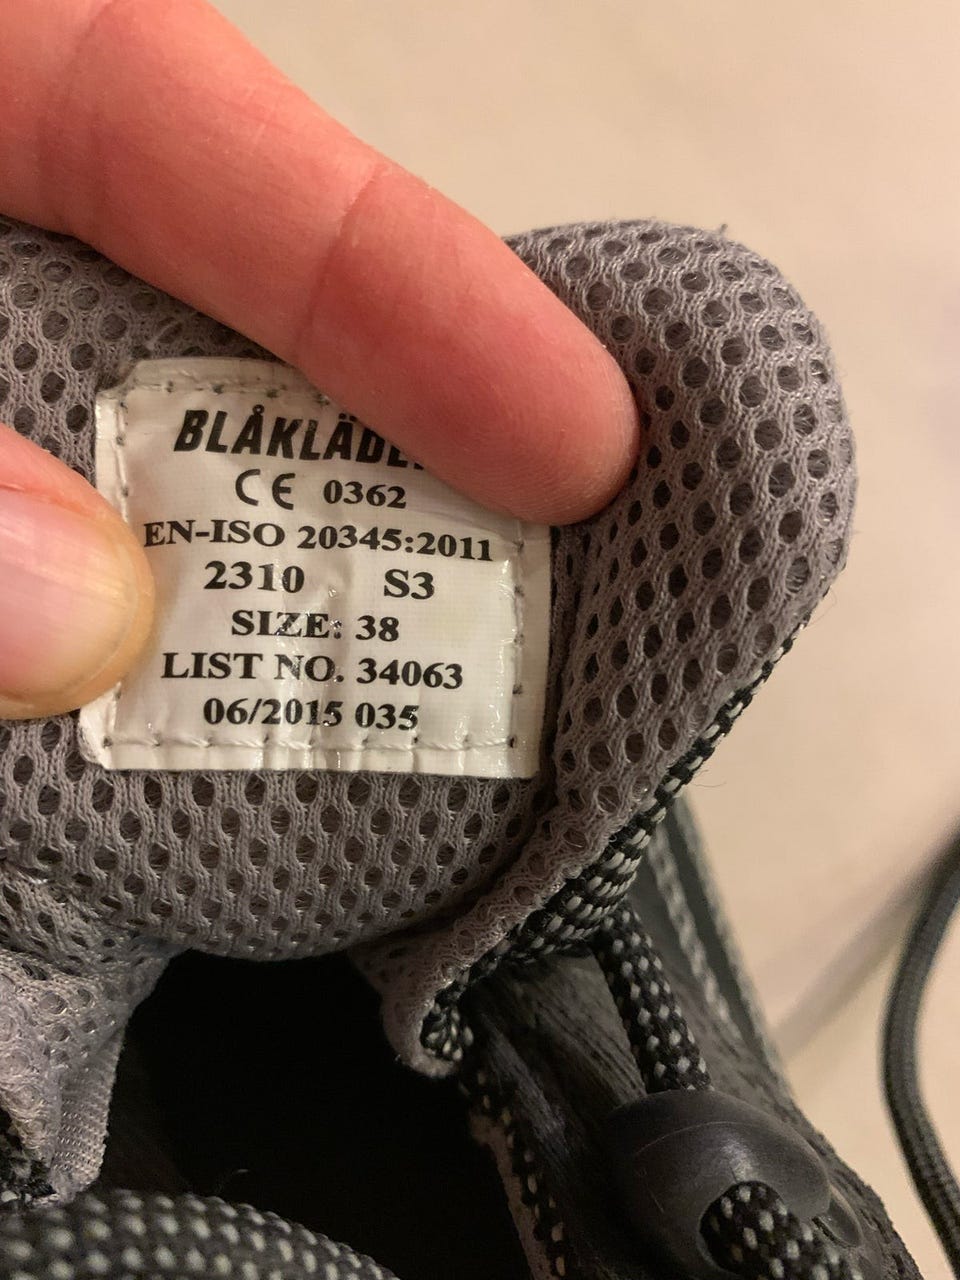 BLÅKLÄDE
CE 0362
EN-ISO 20345:2011
2310 S3
SIZE: 38
LIST NO. 34063
06/2015 035